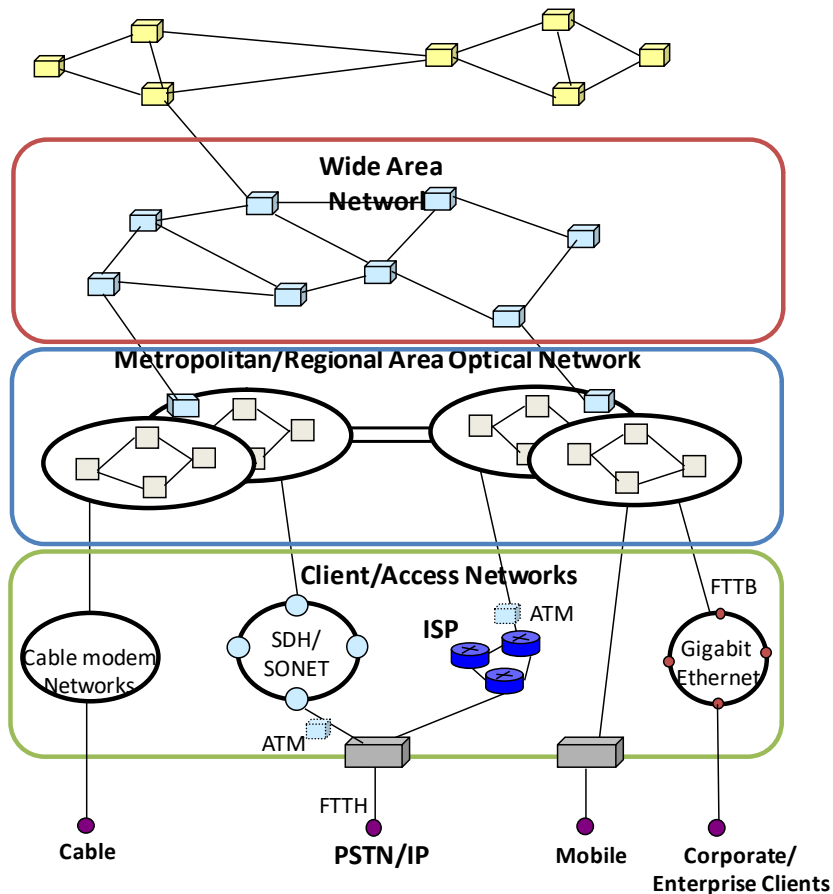 Wide Area
Network
Metropolitan/Regional Area Optical Network
Client/Access Networks
FTTB
ISP
ATM
SDH/
SONET
Cable modem
Networks
Gigabit
Ethernet
ATM
FTTH
Cable
PSTN/IP
Mobile
Corporate/
Enterprise Clients